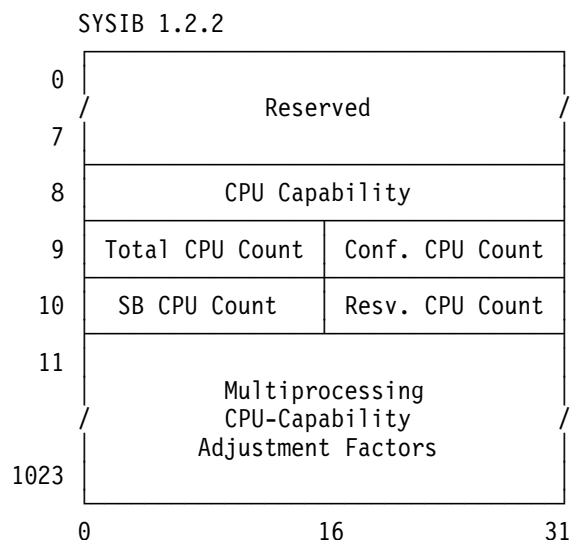 SYSIB 1.2.2
0
Reserved
7
8 CPU Capability
9 Total CPU Count Conf. CPU Count
10 SB CPU Count Resv. CPU Count
11
Multiprocessing
CPU-Capability
Adjustment Factors
1023
0 16 31